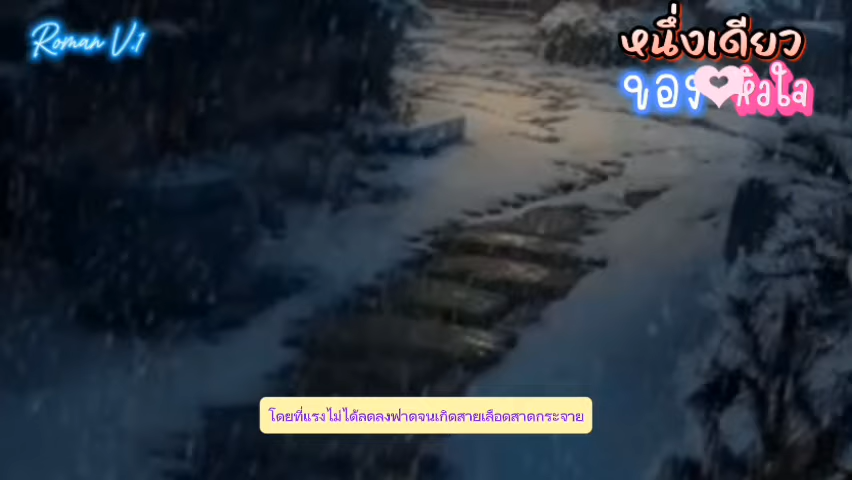 Roman V.1
หนึ่งเดียว
ของหัวใจ
โดยที่แรงไม่ได้ลดลงฟาดจนเกิดสายเลือดสาดกระจาย